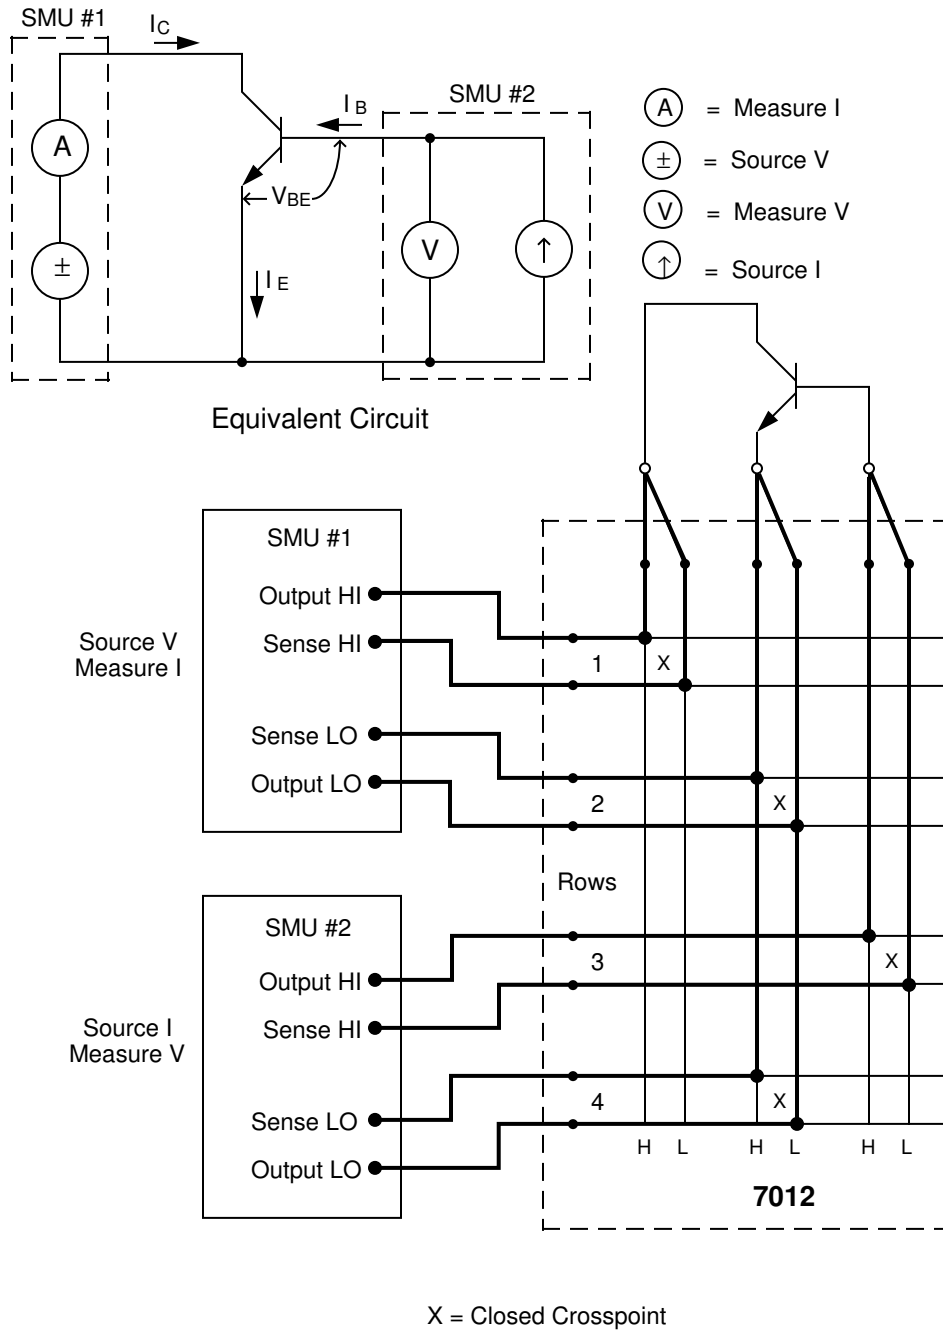 SMU #1
I C
I B
SMU #2
A
V BE
V
±
↑
I E
A = Measure I
± = Source V
V = Measure V
↑ = Source I
Equivalent Circuit
SMU #1
Output HI
Sense HI
Sense LO
Output LO
Source V
Measure I
1 X
2 X
Rows
SMU #2
Output HI
Sense HI
Sense LO
Output LO
Source I
Measure V
3 X
4 X
H L H L H L
7012
X = Closed Crosspoint